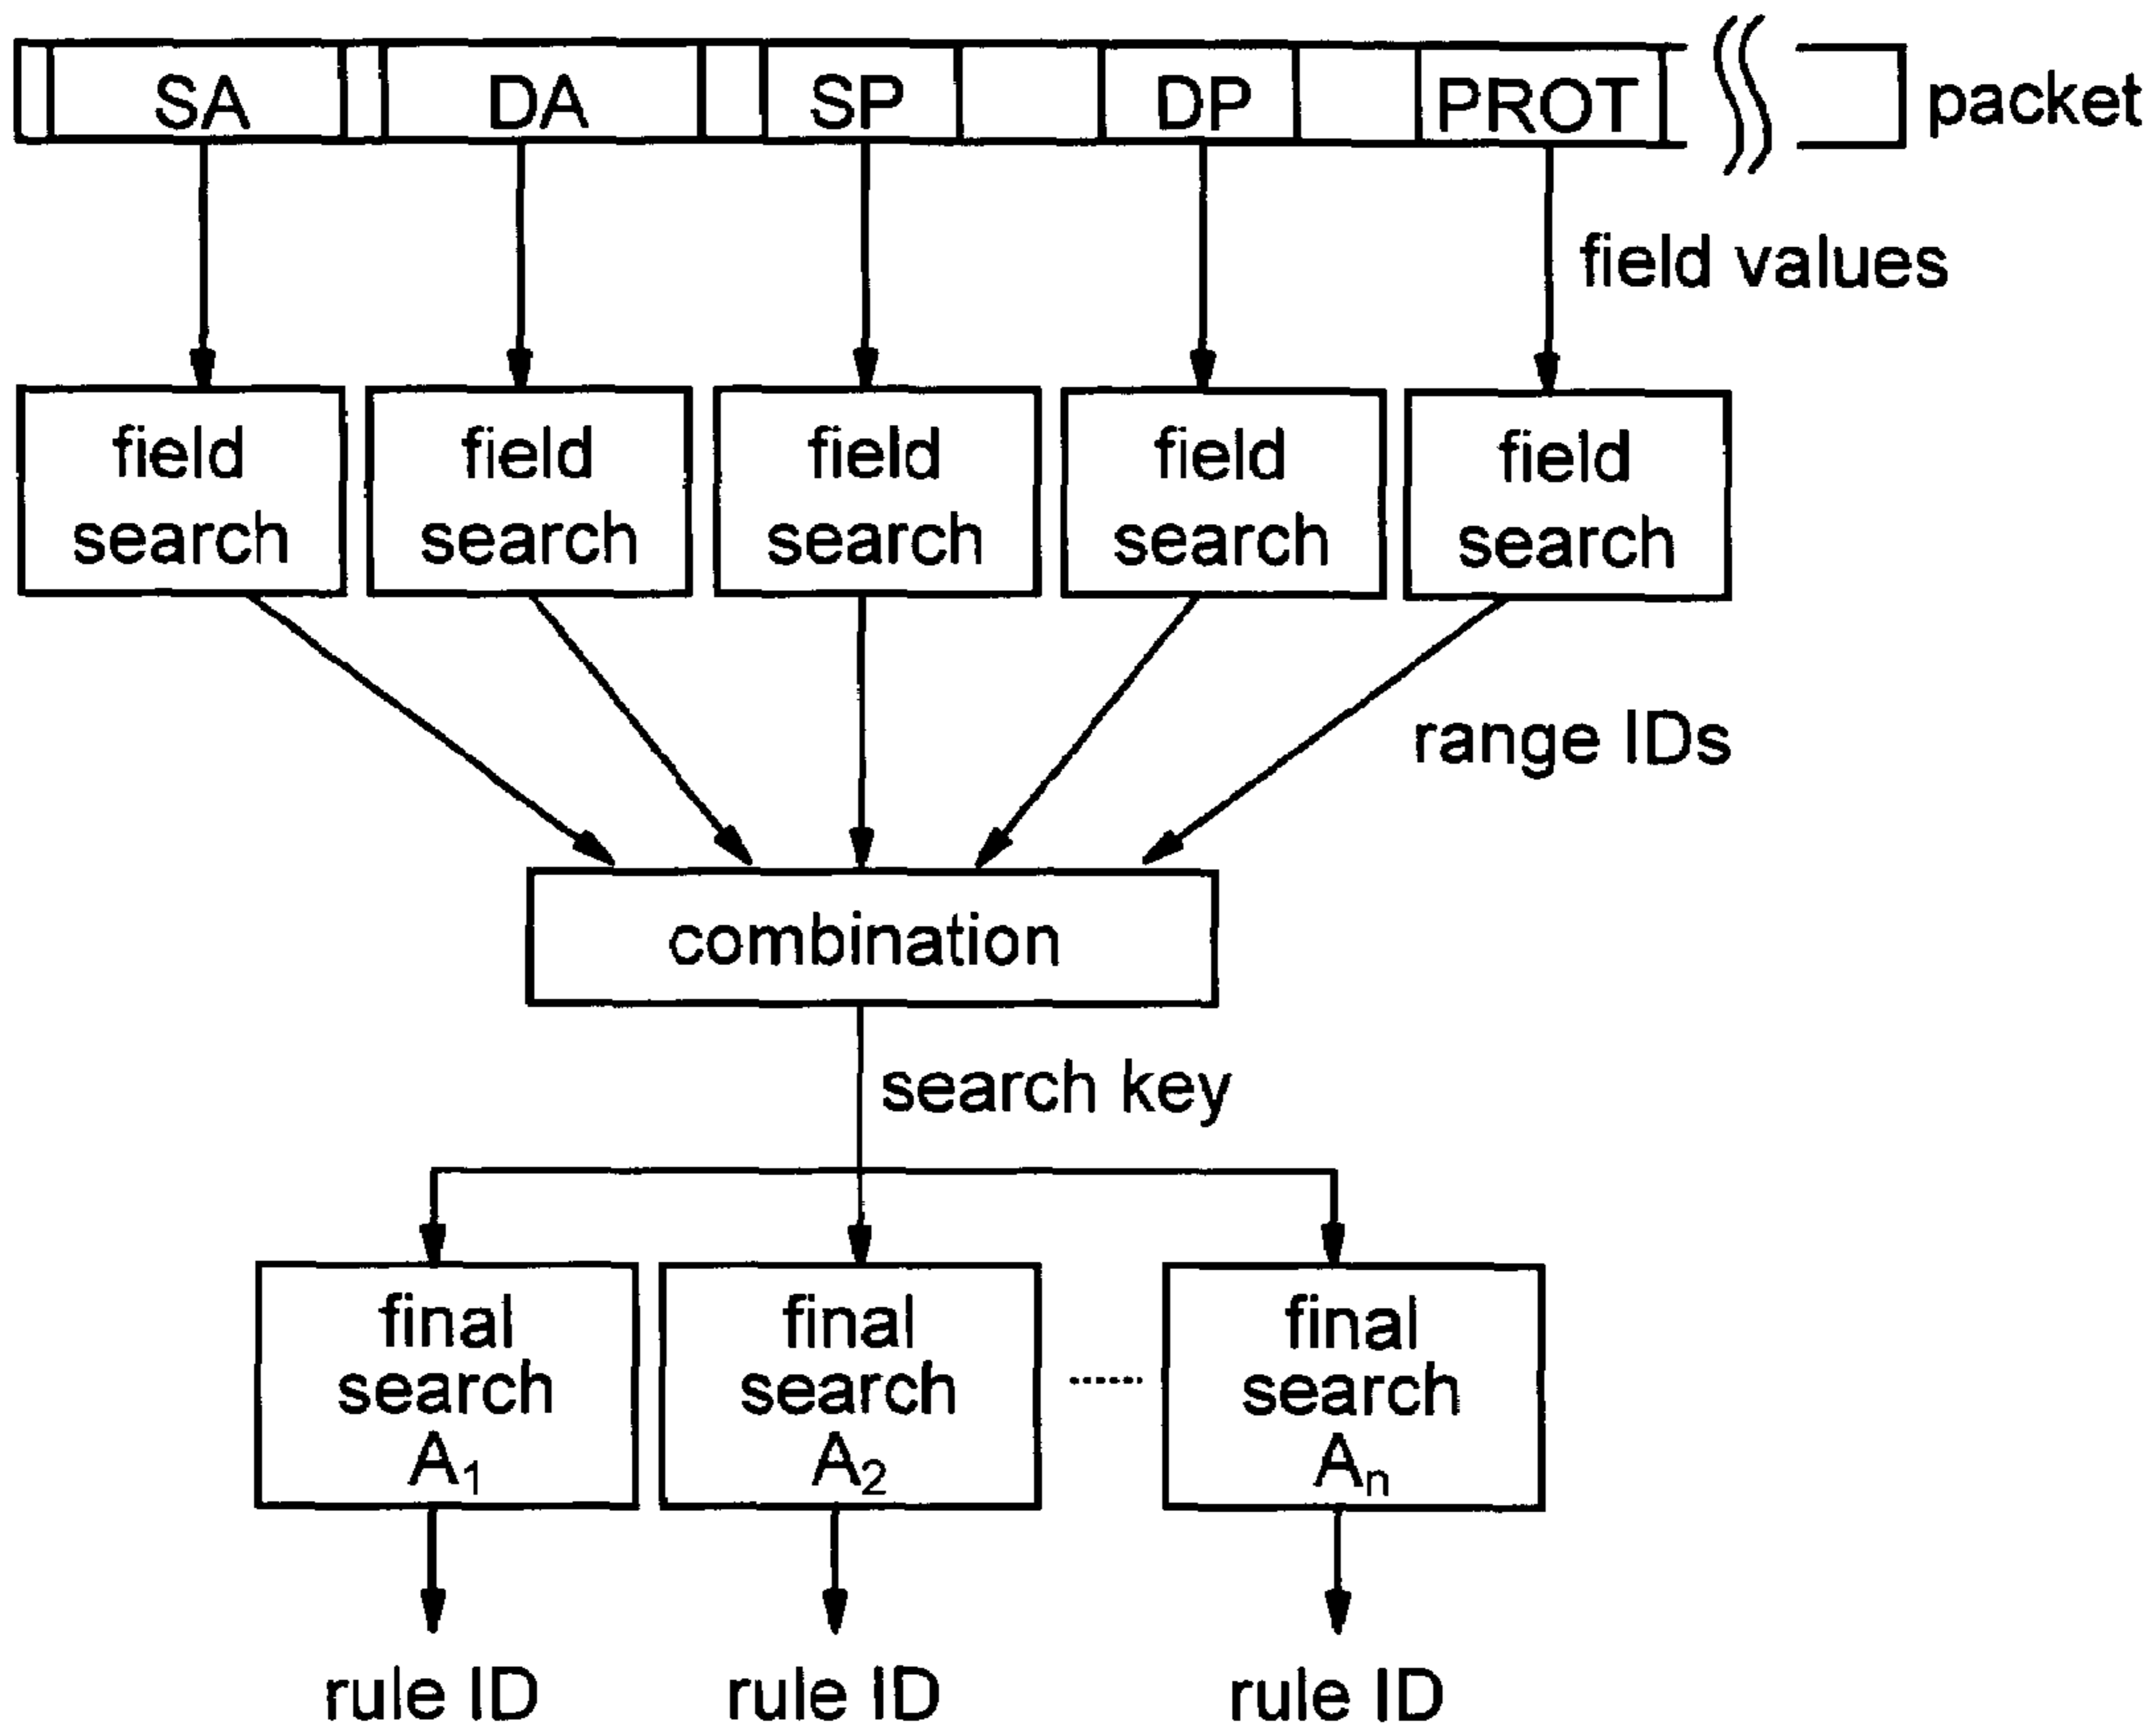 SA DA SP DP PROT packet
field values
field field field field field
search search search search search
range IDs
combination
search key
final final final
search search ...... search
A1 A2 An
rule ID rule ID rule ID